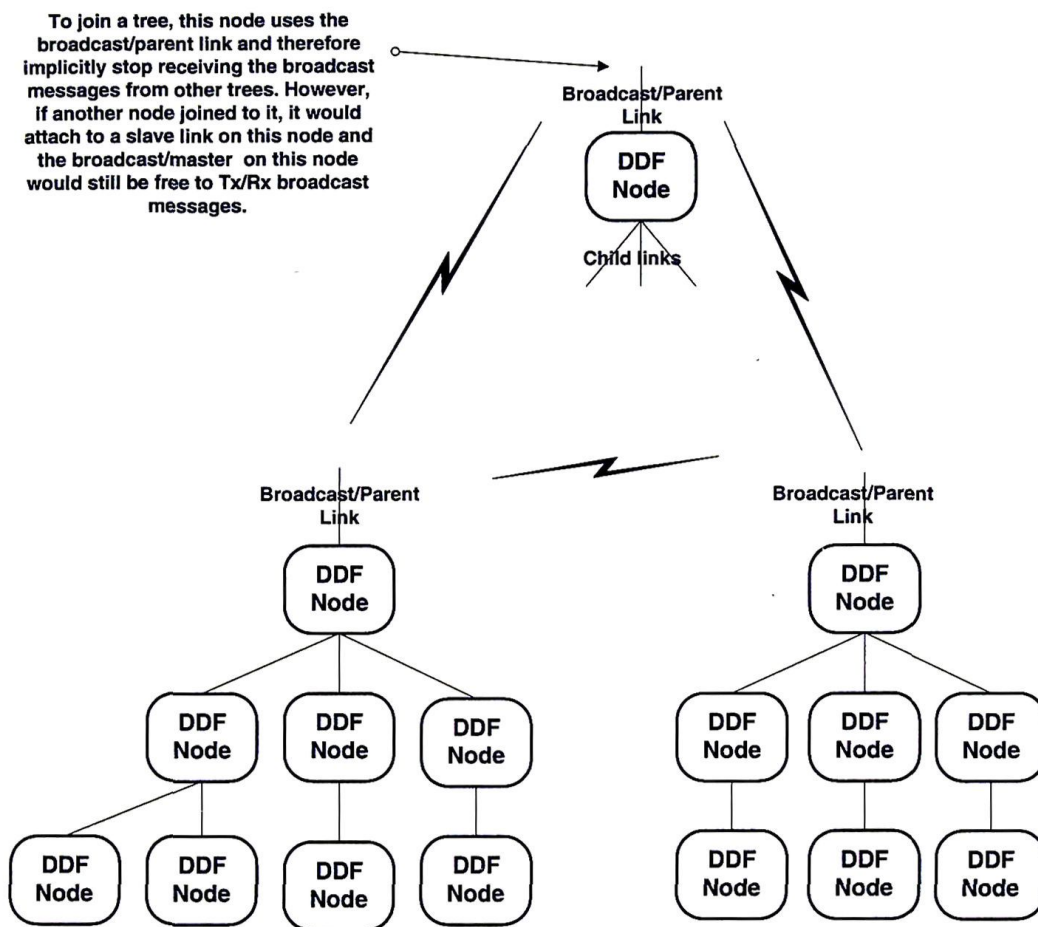 To join a tree, this node uses the
broadcast/parent link and therefore
implicitly stop receiving the broadcast
messages from other trees. However,
if another node joined to it, it would
attach to a slave link on this node and
the broadcast/master on this node
would still be free to Tx/Rx broadcast
messages.
Broadcast/Parent
Link
DDF
Node
Child links
Broadcast/Parent
Link
Broadcast/Parent
Link
DDF
Node
DDF
Node
DDF
Node
DDF
Node
DDF
Node
DDF
Node
DDF
Node
DDF
Node
DDF
Node
DDF
Node
DDF
Node
DDF
Node
DDF
Node
DDF
Node
DDF
Node